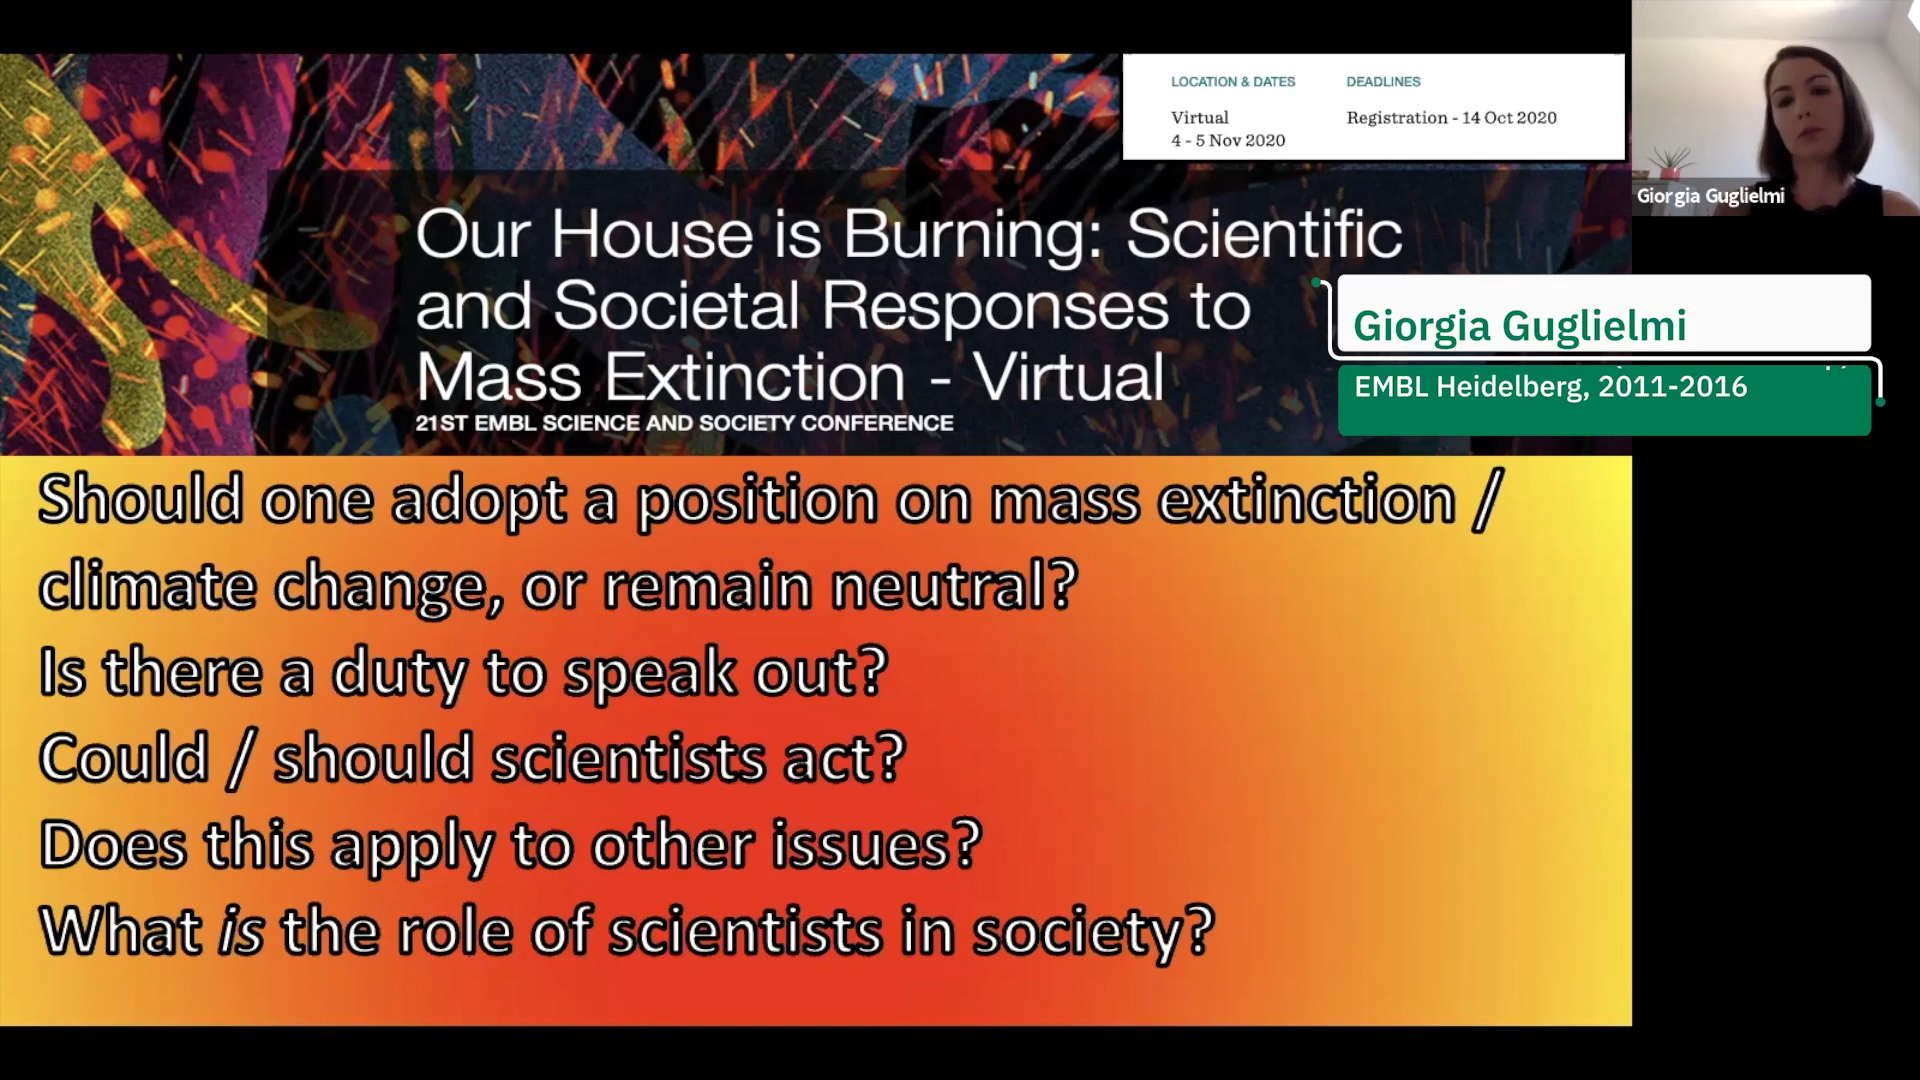 LOCATION & DATES
DEADLINES
Virtual
4 - 5 Nov 2020
Registration - 14 Oct 2020
Giorgia Guglielmi
Our House is Burning: Scientific
and Societal Responses to
Mass Extinction - Virtual
21ST EMBL SCIENCE AND SOCIETY CONFERENCE
Giorgia Guglielmi
EMBL Heidelberg, 2011-2016
Should one adopt a position on mass extinction /
climate change, or remain neutral?
Is there a duty to speak out?
Could / should scientists act?
Does this apply to other issues?
What is the role of scientists in society?